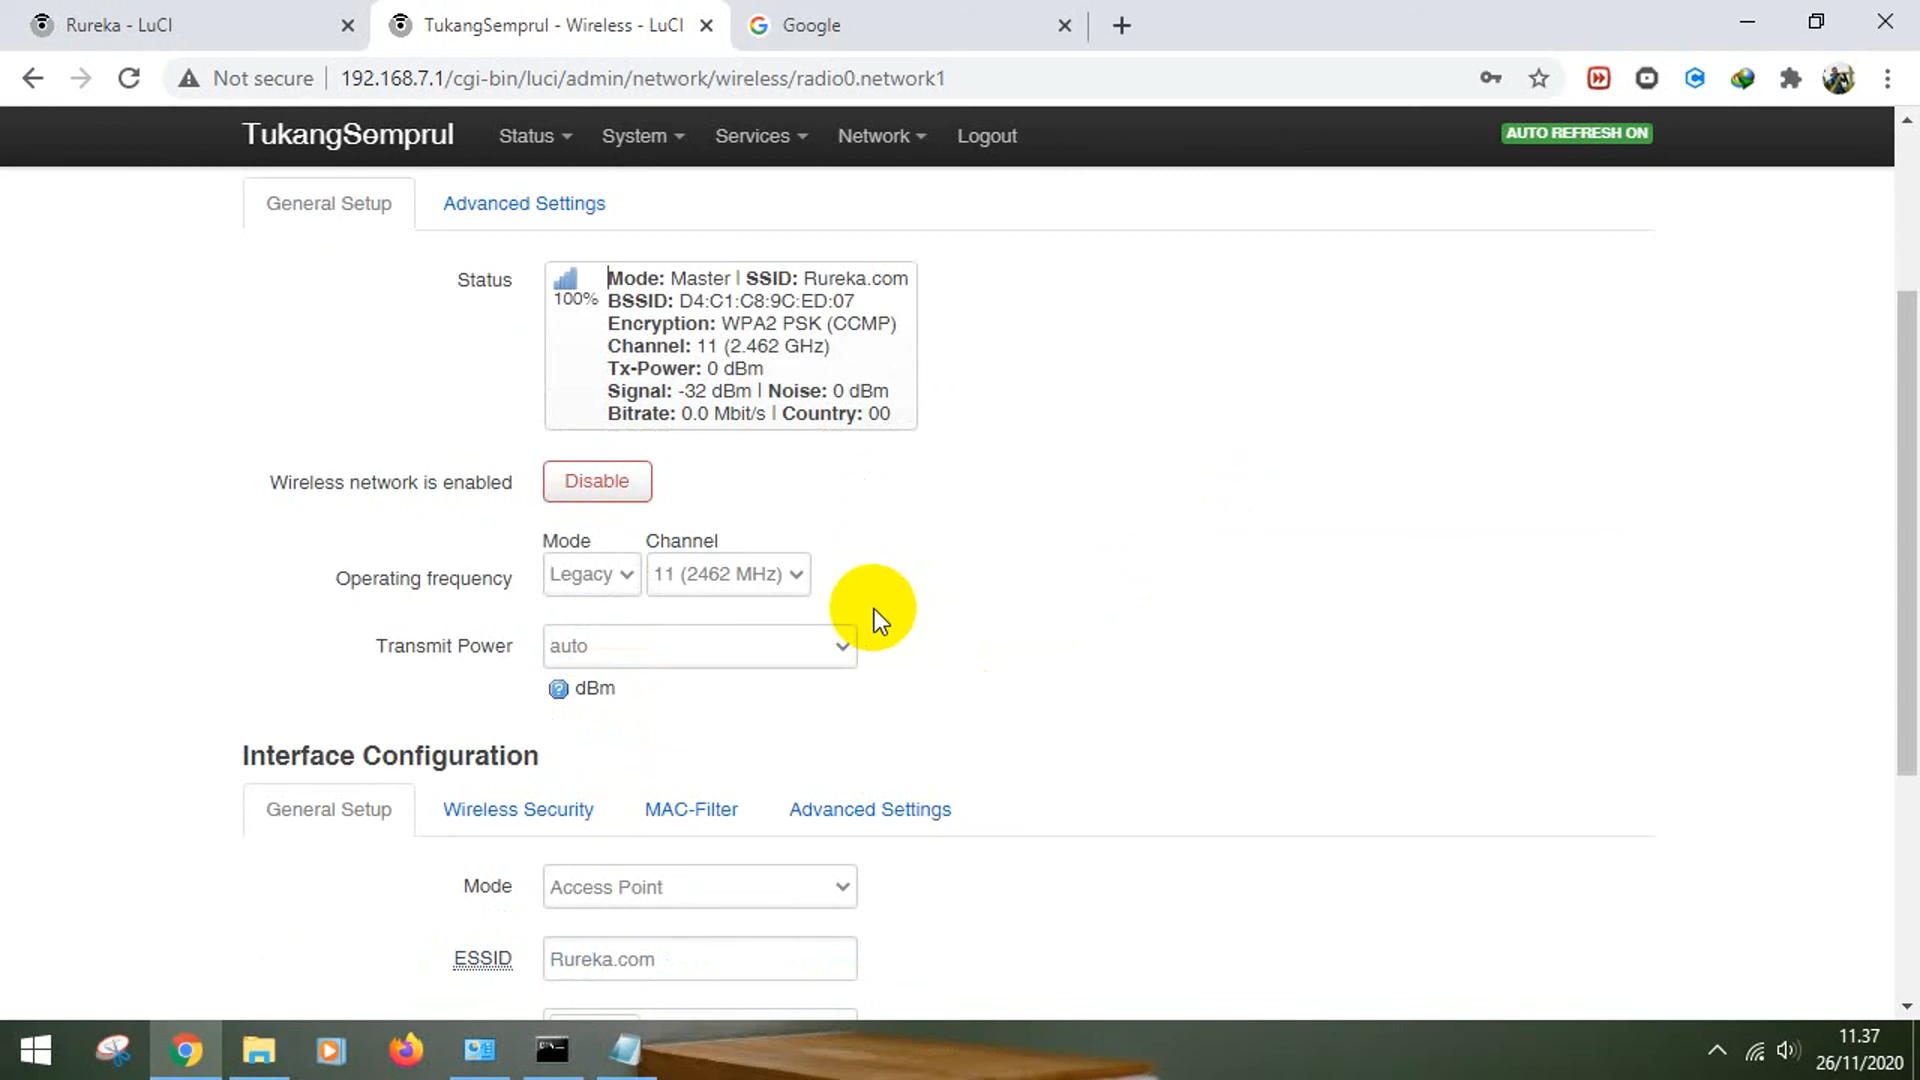 Rureka - LuCI
TukangSemprul - Wireless - LuCI
Google
Not secure
192.168.7.1/cgi-bin/luci/admin/network/wireless/radio0.network1
TukangSemprul
Status
System
Services
Network
Logout
AUTO REFRESH ON
General Setup
Advanced Settings
Status
100%
Mode: Master | SSID: Rureka.com
BSSID: D4:C1:C8:9C:ED:07
Encryption: WPA2 PSK (CCMP)
Channel: 11 (2.462 GHz)
Tx-Power: 0 dBm
Signal: -32 dBm | Noise: 0 dBm
Bitrate: 0.0 Mbit/s | Country: 00
Wireless network is enabled
Disable
Mode
Channel
Operating frequency
Legacy
11 (2462 MHz)
Transmit Power
auto
dBm
Interface Configuration
General Setup
Wireless Security
MAC-Filter
Advanced Settings
Mode
Access Point
ESSID
Rureka.com
11.37
26/11/2020